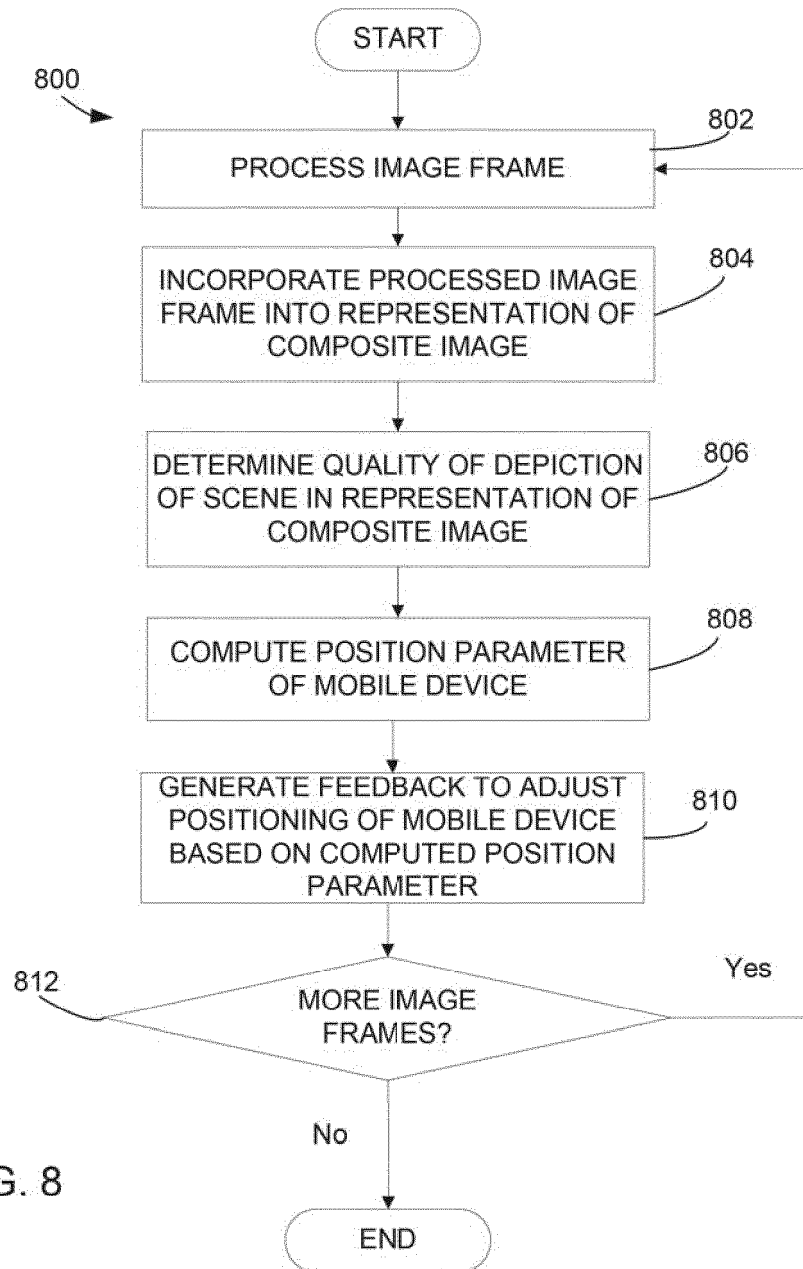 START
800
802
PROCESS IMAGE FRAME
804
INCORPORATE PROCESSED IMAGE
FRAME INTO REPRESENTATION OF
COMPOSITE IMAGE
DETERMINE QUALITY OF DEPICTION
OF SCENE IN REPRESENTATION OF
COMPOSITE IMAGE
806
808
COMPUTE POSITION PARAMETER
OF MOBILE DEVICE
GENERATE FEEDBACK TO ADJUST
POSITIONING OF MOBILE DEVICE
BASED ON COMPUTED POSITION
PARAMETER
810
812
MORE IMAGE
FRAMES?
Yes
No
G. 8
END